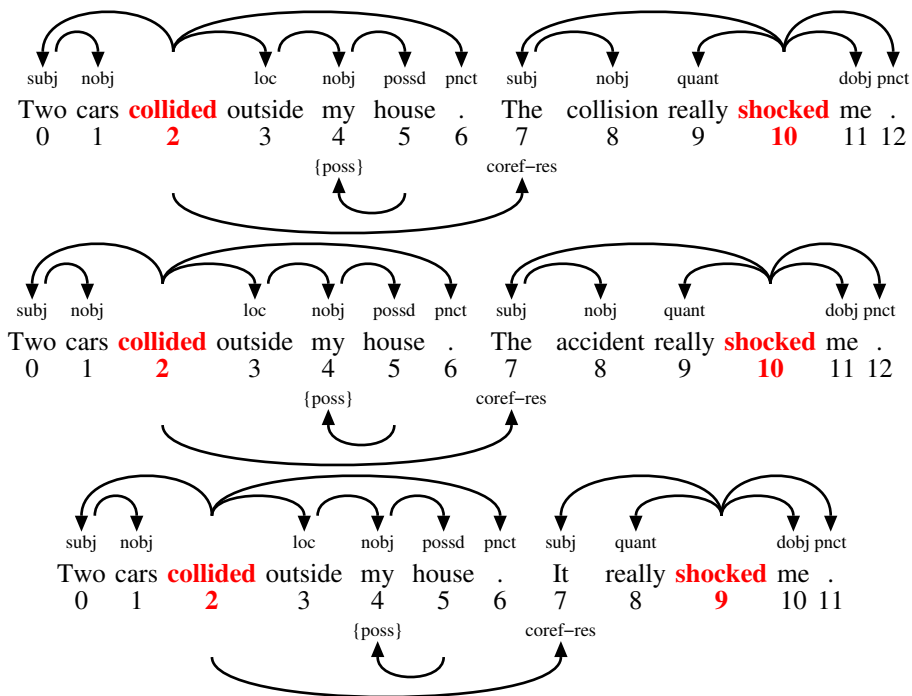 subj nobj loc nobj possd pnct subj nobj quant dobj pnct
Two cars collided outside my house . The collision really shocked me .
0 1 2 3 4 5 6 7 8 9 10 11 12
{poss} coref–res
subj nobj loc nobj possd pnct subj nobj quant dobj pnct
Two cars collided outside my house . The accident really shocked me .
0 1 2 3 4 5 6 7 8 9 10 11 12
{poss} coref–res
subj nobj loc nobj possd pnct subj quant dobj pnct
Two cars collided outside my house . It really shocked me .
0 1 2 3 4 5 6 7 8 9 10 11
{poss} coref–res